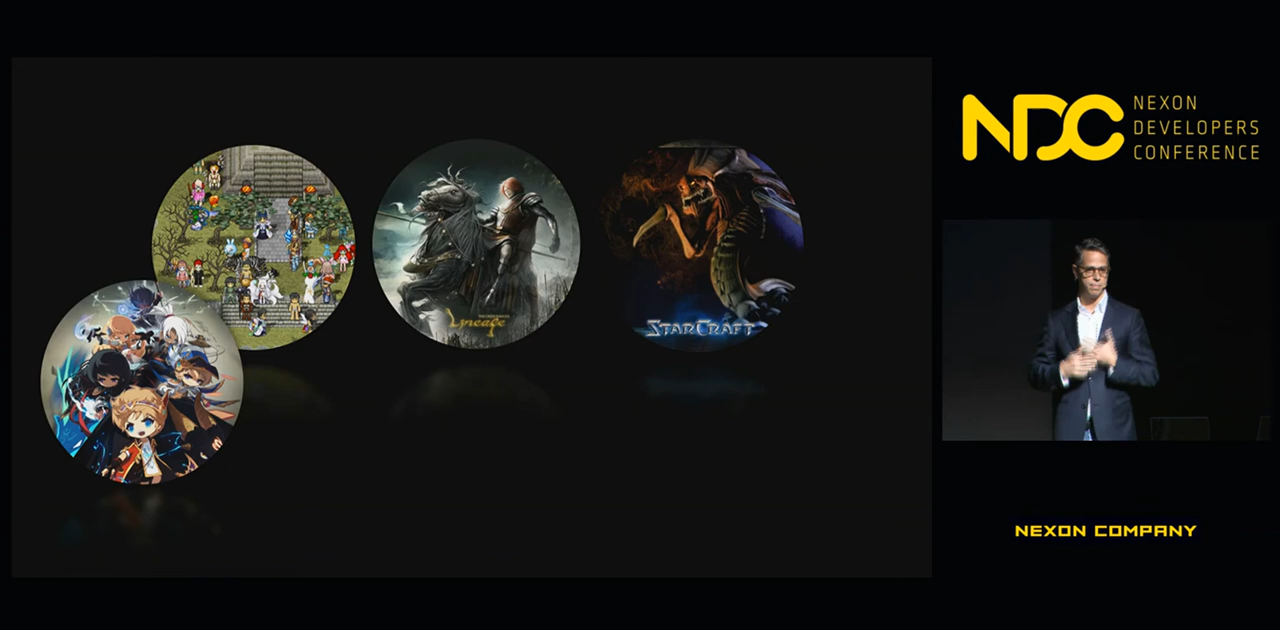 Lineage
STARCRAFT
NDC
NEXON
DEVELOPERS
CONFERENCE
NEXON COMPANY